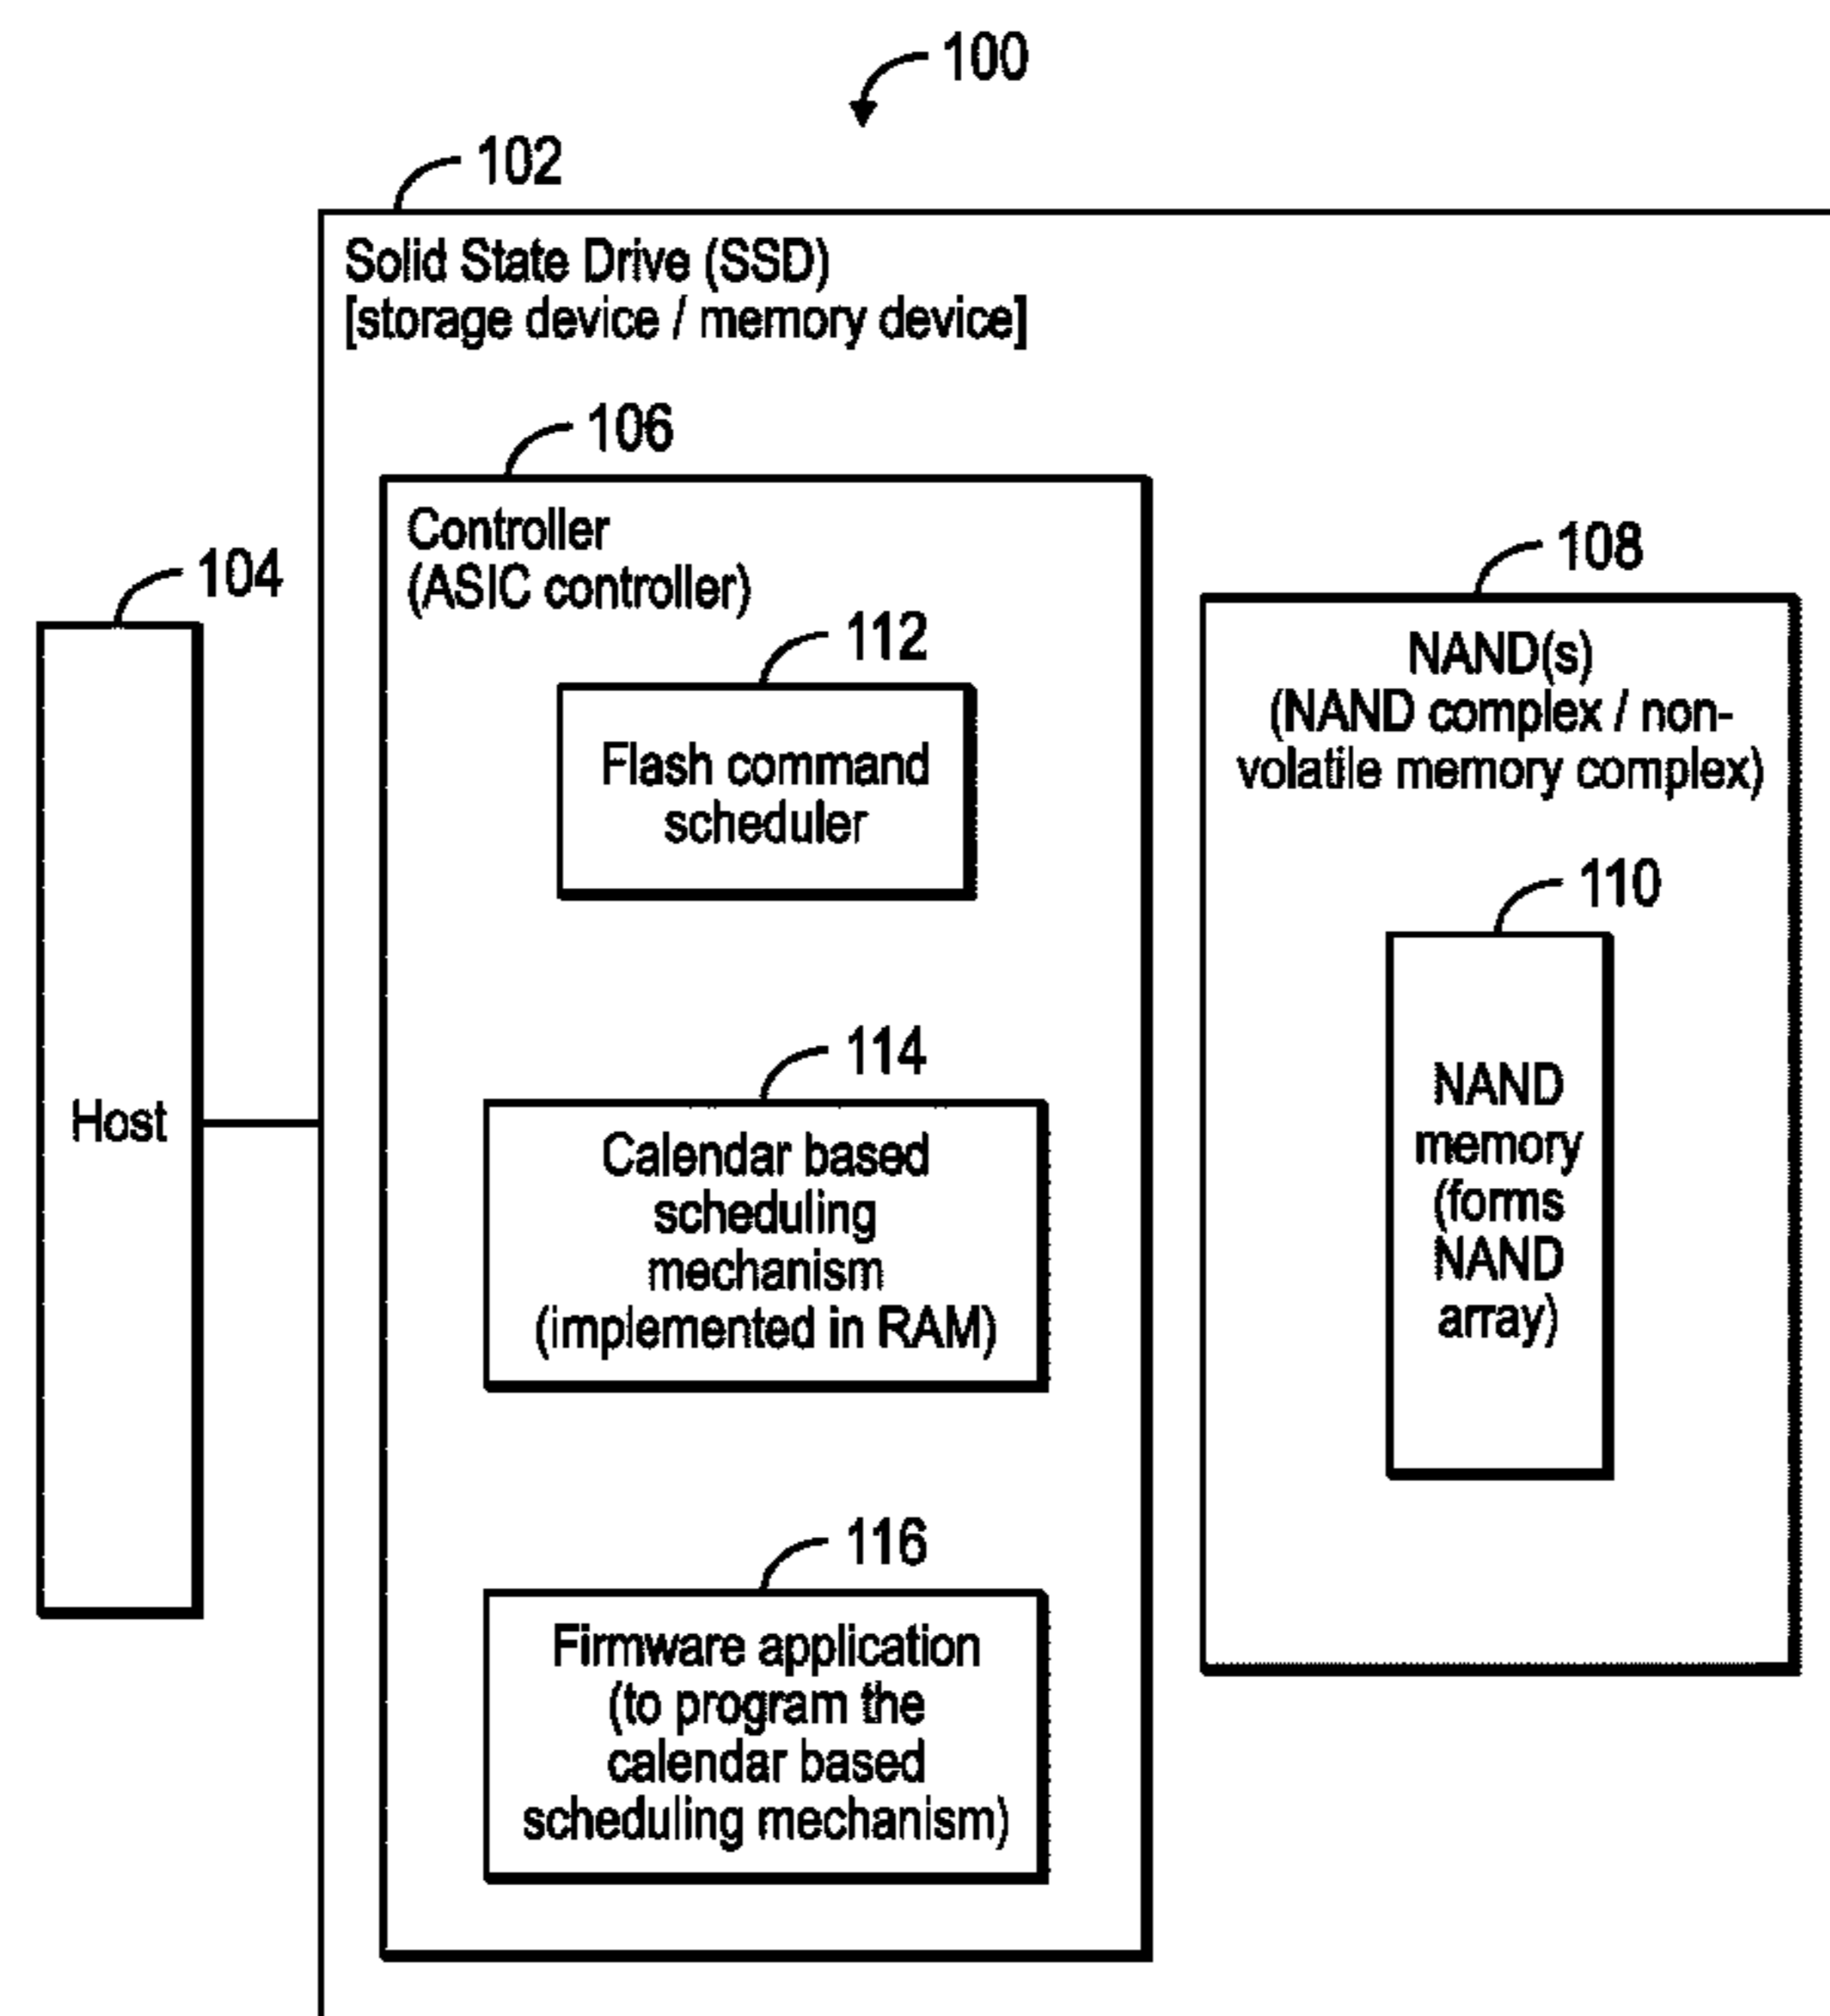 100
102
Solid State Drive (SSD)
[storage device / memory device]
106
Controller
(ASIC controller)
104
Host
112
Flash command
scheduler
114
Calendar based
scheduling
mechanism
(implemented in RAM)
116
Firmware application
(to program the
calendar based
scheduling mechanism)
108
NAND(s)
(NAND complex / non-
volatile memory complex)
110
NAND
memory
(forms
NAND
array)